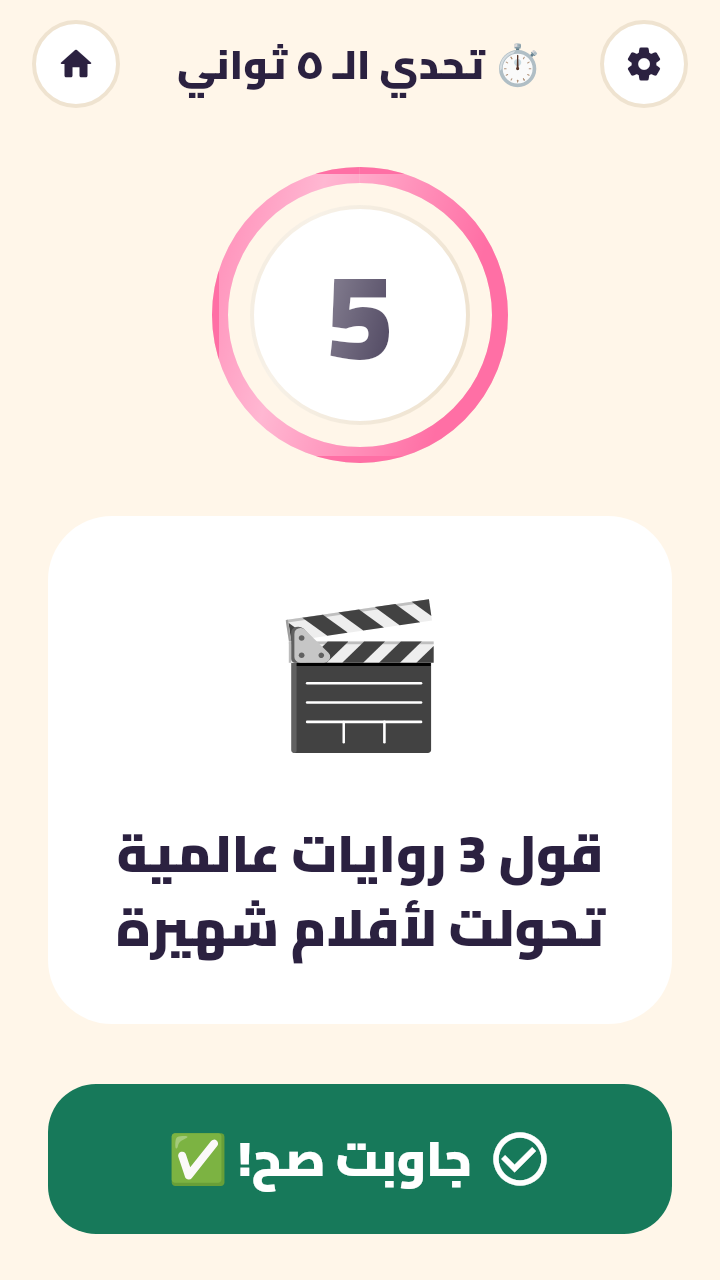 ⏱️ تحدي الـ ٥ ثواني
5
قول 3 روايات عالمية
تحولت لأفلام شهيرة
جاوبت صح! ✅